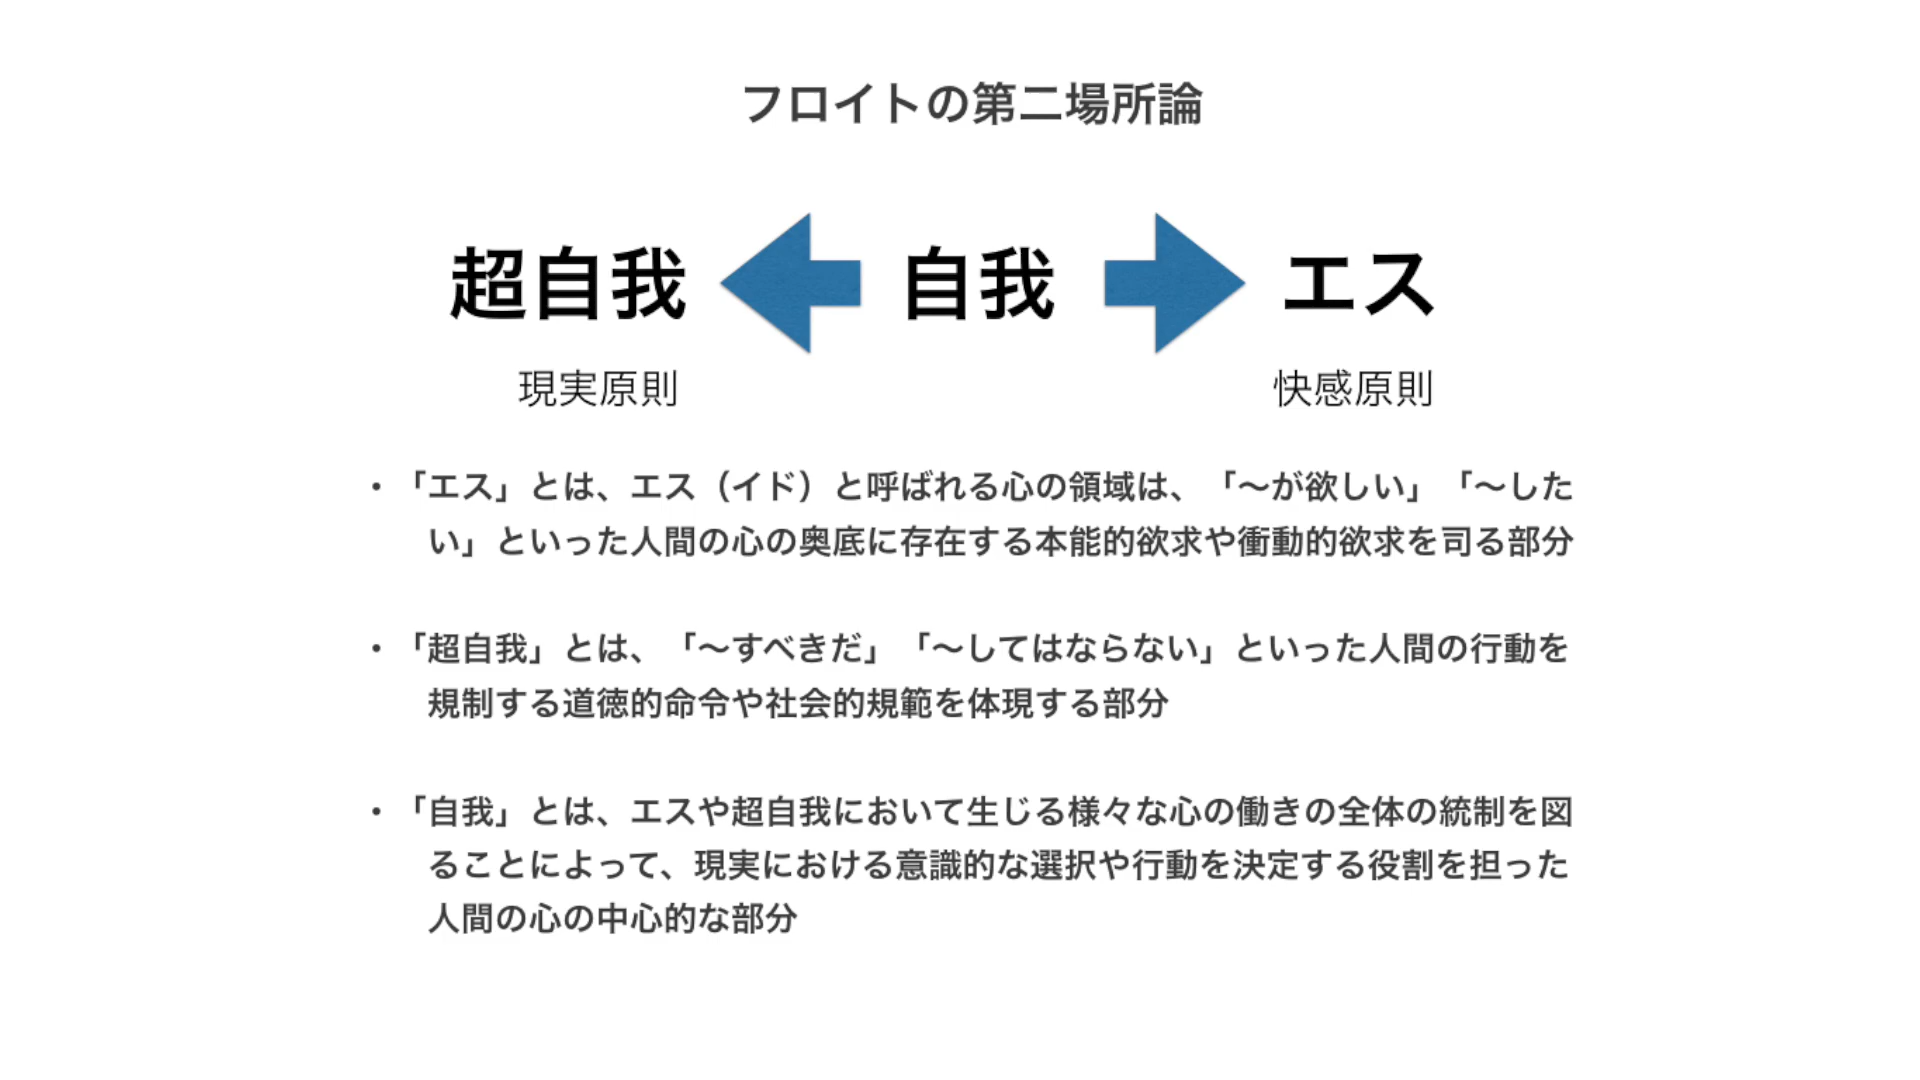 フロイトの第二場所論
超自我 自我 エス
現実原則 快感原則
・「エス」とは、エス（イド）と呼ばれる心の領域は、「〜が欲しい」「〜した
い」といった人間の心の奥底に存在する本能的欲求や衝動的欲求を司る部分
・「超自我」とは、「〜すべきだ」「〜してはならない」といった人間の行動を
規制する道徳的命令や社会的規範を体現する部分
・「自我」とは、エスや超自我において生じる様々な心の働きの全体の統制を図
ることによって、現実における意識的な選択や行動を決定する役割を担った
人間の心の中心的な部分